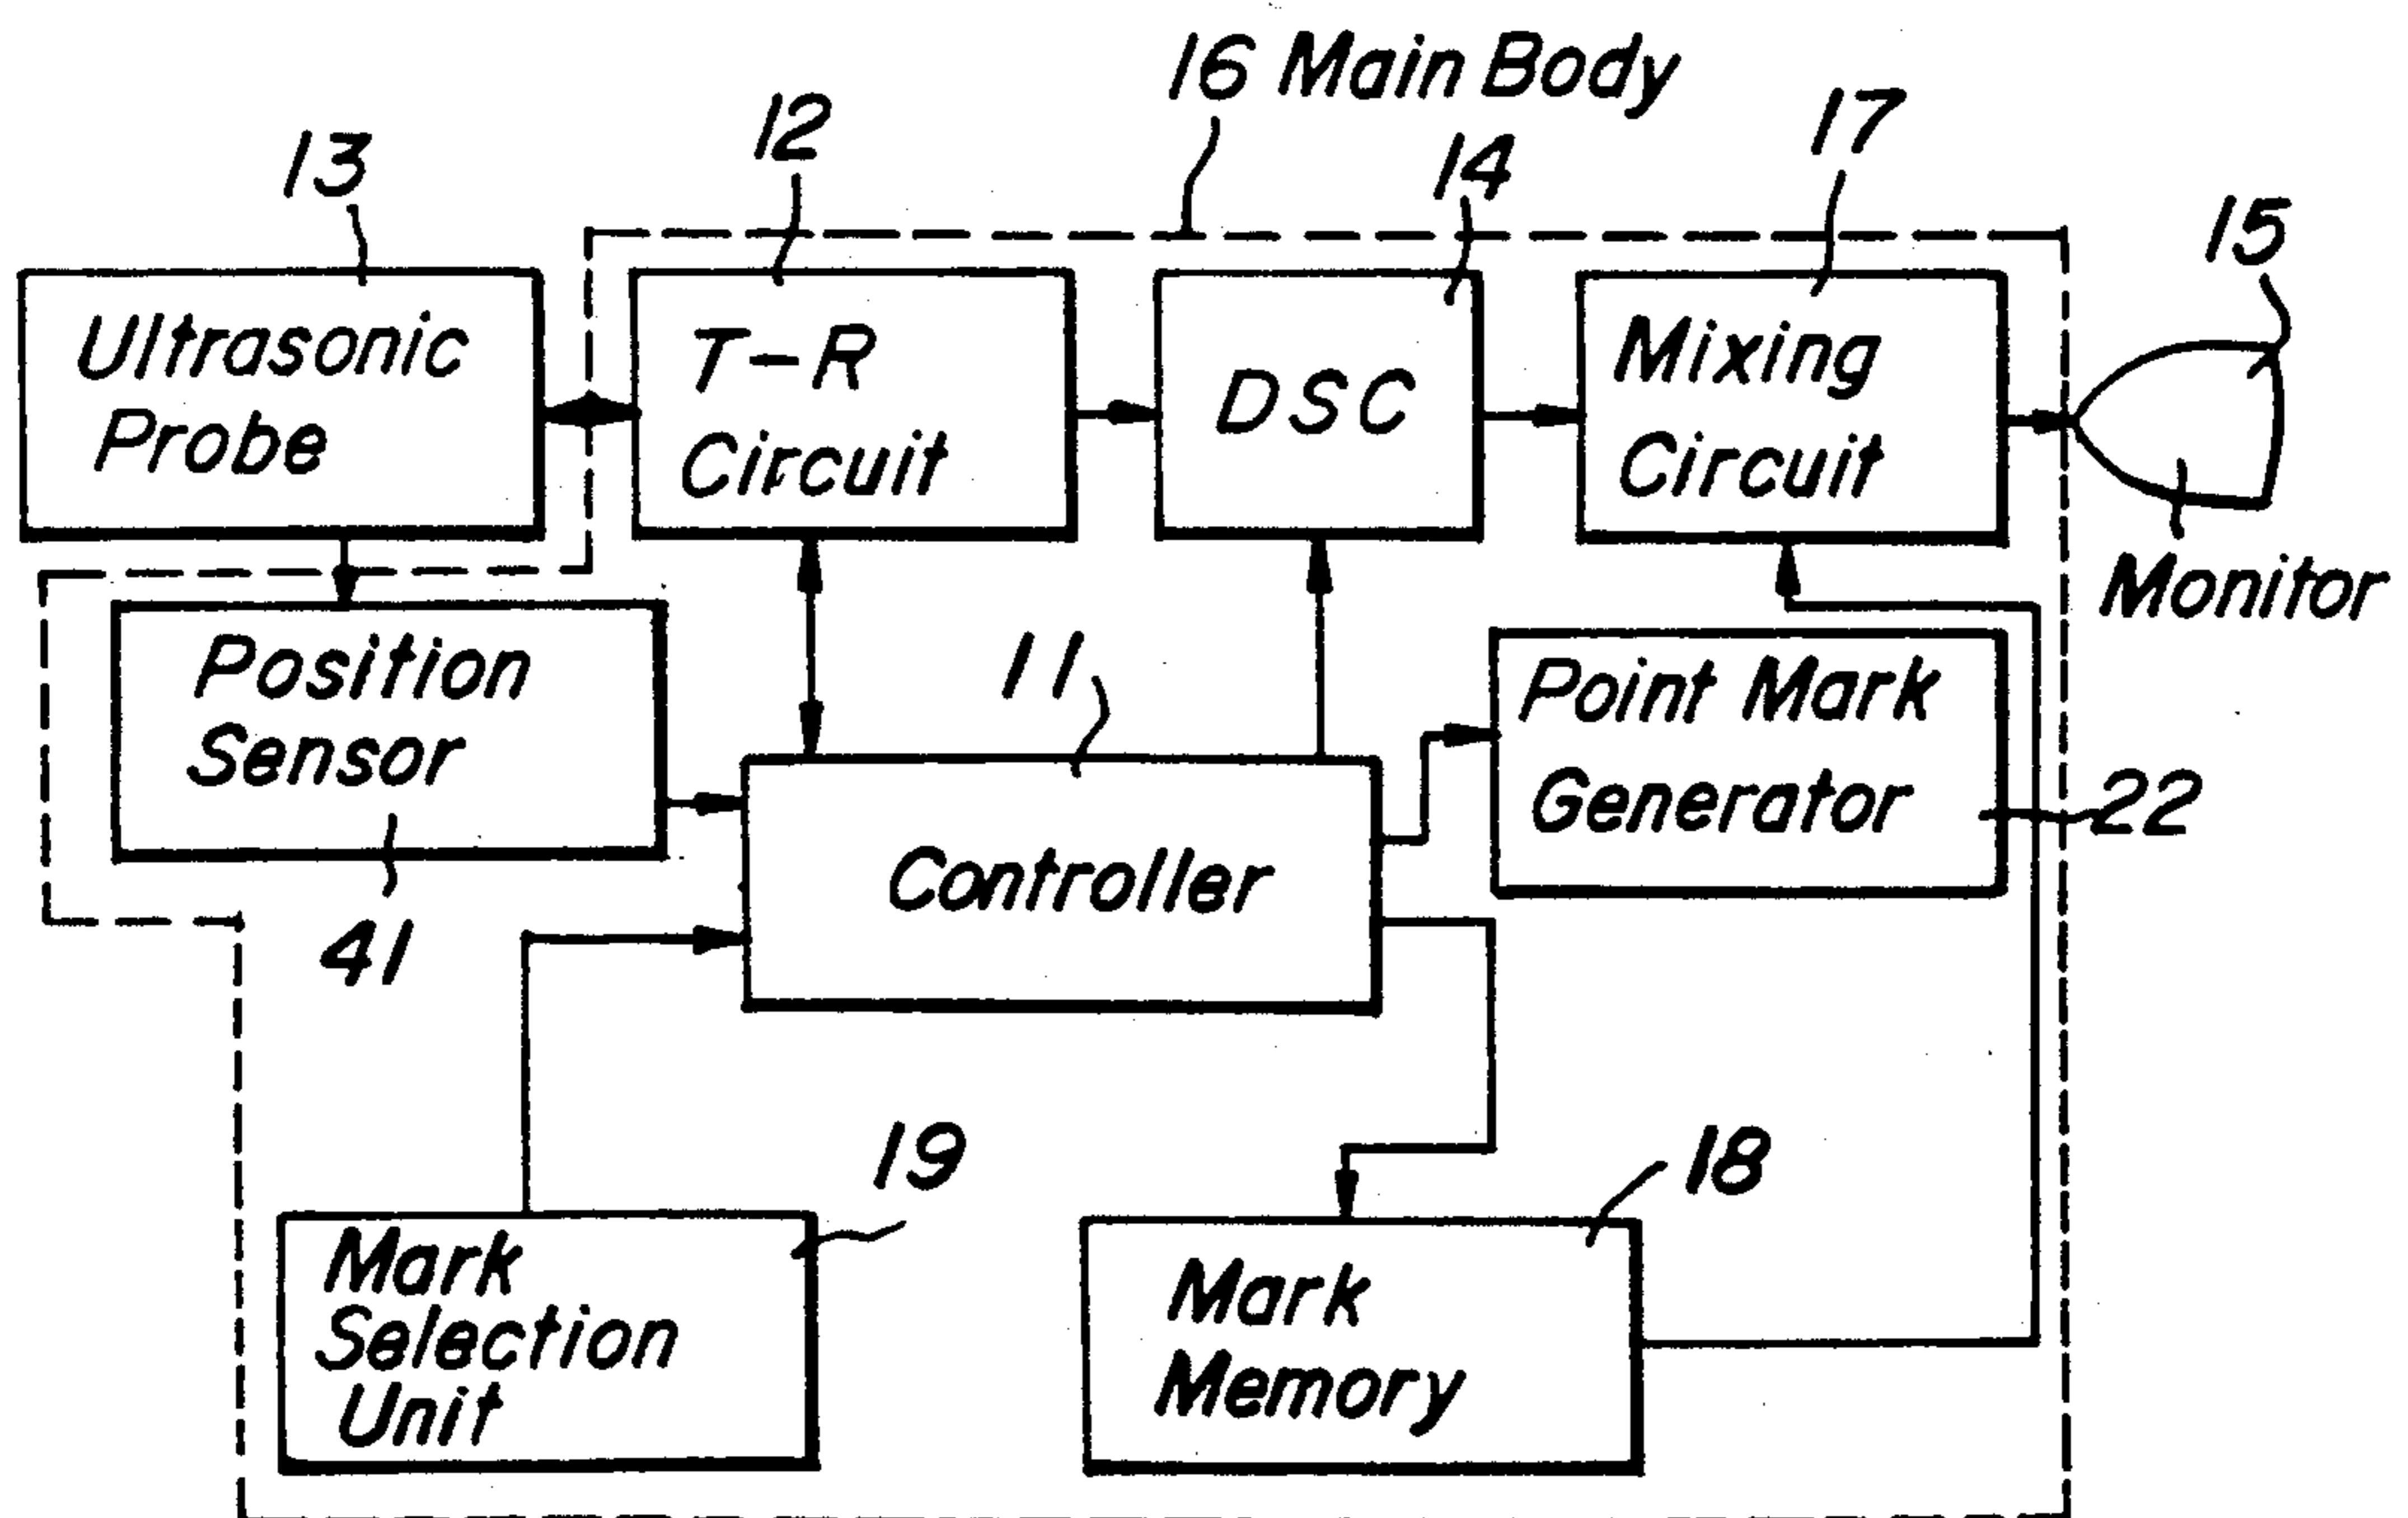 16 Main Body
13
12
14
17
15
Ultrasonic
Probe
T-R
Circuit
DSC
Mixing
Circuit
Monitor
Position
Sensor
41
11
Controller
Point Mark
Generator
22
19
Mark
Selection
Unit
18
Mark
Memory